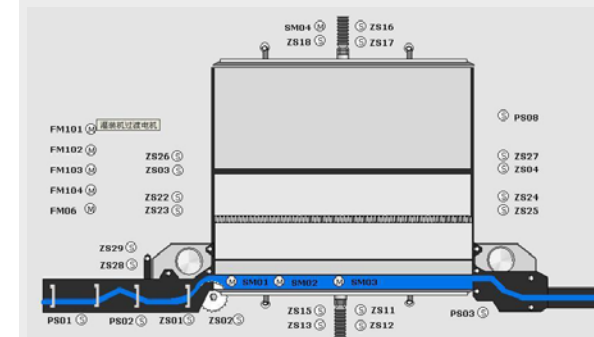 SM04 M S ZS16
ZS18 S S ZS17
FM101 M 灌装机过渡电机
FM102 M
FM103 M
FM104 M
FM06 M
ZS26 S
ZS03 S
ZS22 S
ZS23 S
S PS08
S ZS27
S ZS04
S ZS24
S ZS25
ZS29 S
ZS28 S
M SM01 M SM02 M SM03
PS01 S PS02 S ZS01 S ZS02 S
ZS15 S S ZS11
ZS13 S S ZS12
PS03 S